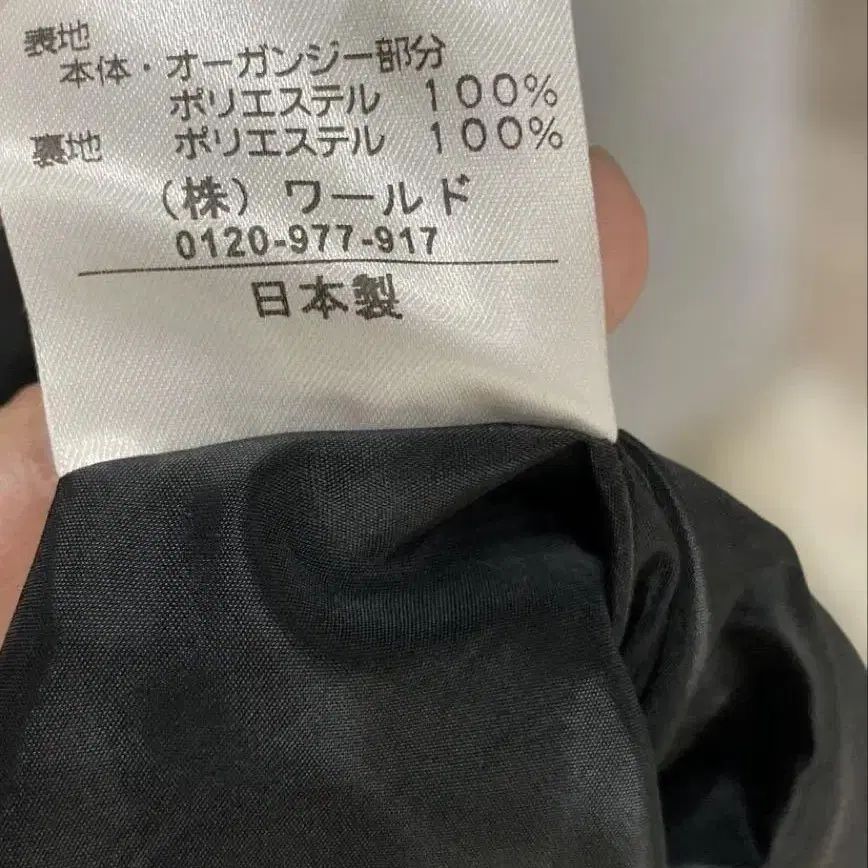 表地
本体・オーガンジー部分
ポリエステル 100%
裏地 ポリエステル 100%
(株) ワールド
0120-977-917
日本製